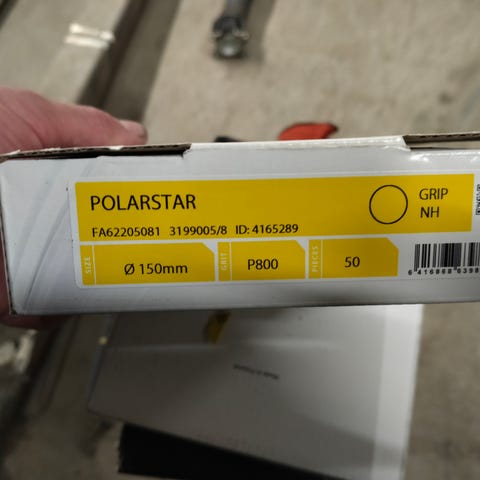 POLARSTAR
GRIP
NH
FA62205081 3199005/8 ID: 4165289
SIZE
Ø 150mm
GRIT
P800
PIECES
50